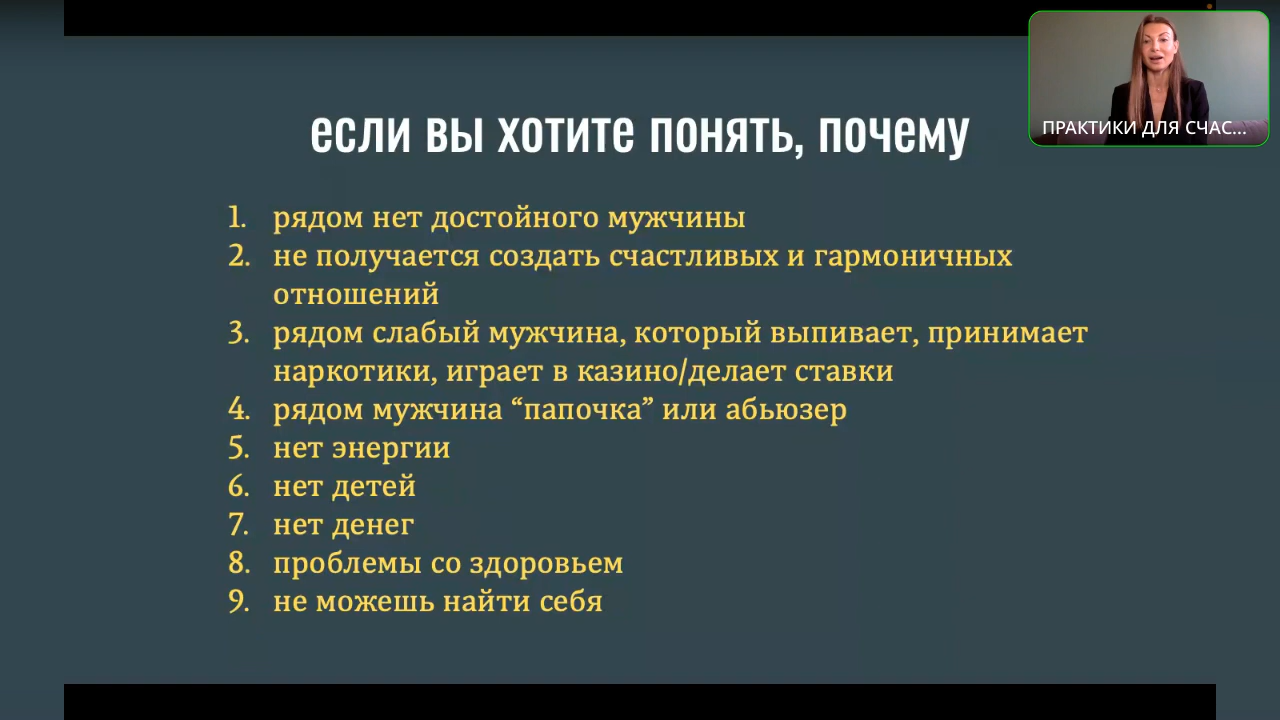 если вы хотите понять, почему
ПРАКТИКИ ДЛЯ СЧАС...
1. рядом нет достойного мужчины
2. не получается создать счастливых и гармоничных
отношений
3. рядом слабый мужчина, который выпивает, принимает
наркотики, играет в казино/делает ставки
4. рядом мужчина “папочка” или абьюзер
5. нет энергии
6. нет детей
7. нет денег
8. проблемы со здоровьем
9. не можешь найти себя